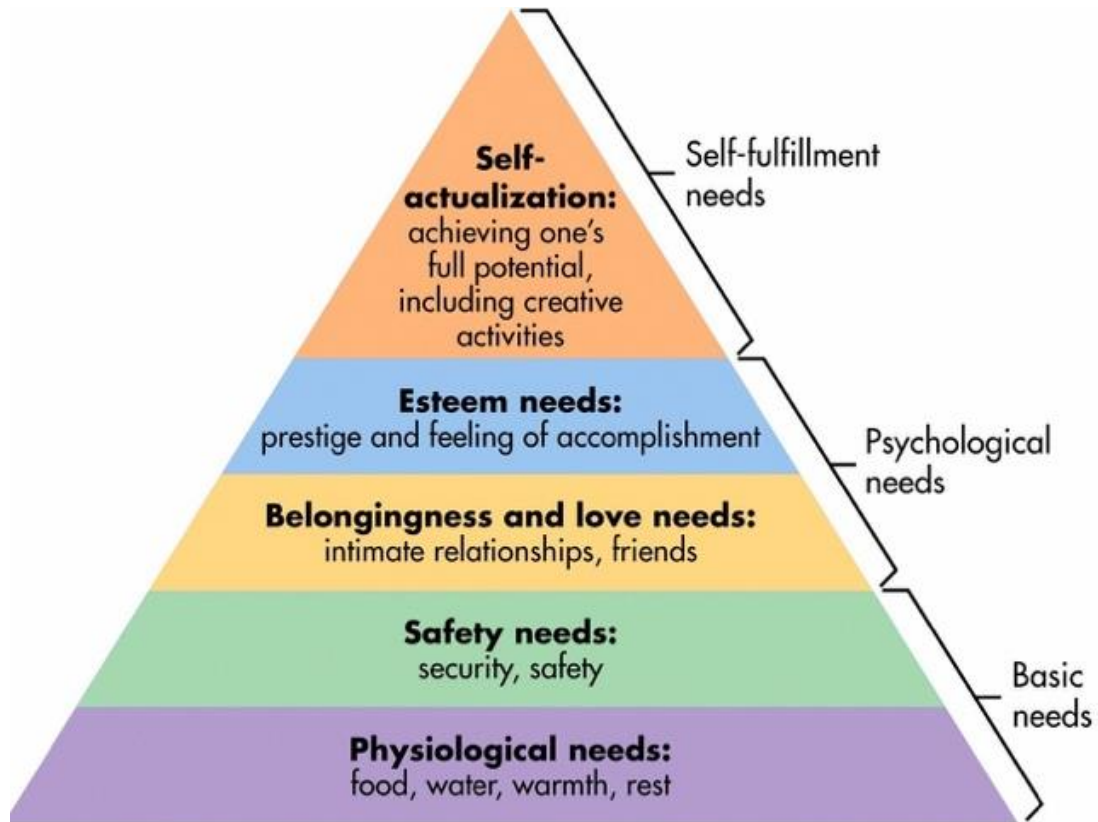 Self-
actualization:
achieving one's
full potential,
including creative
activities
Self-fulfillment
needs
Esteem needs:
prestige and feeling of accomplishment
Psychological
needs
Belongingness and love needs:
intimate relationships, friends
Safety needs:
security, safety
Basic
needs
Physiological needs:
food, water, warmth, rest